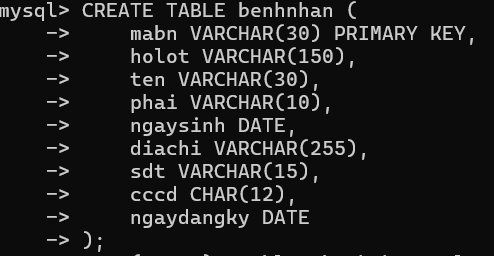 mysql> CREATE TABLE benhnhan (
    ->     mabn VARCHAR(30) PRIMARY KEY,
    ->     holot VARCHAR(150),
    ->     ten VARCHAR(30),
    ->     phai VARCHAR(10),
    ->     ngaysinh DATE,
    ->     diachi VARCHAR(255),
    ->     sdt VARCHAR(15),
    ->     cccd CHAR(12),
    ->     ngaydangky DATE
    -> );